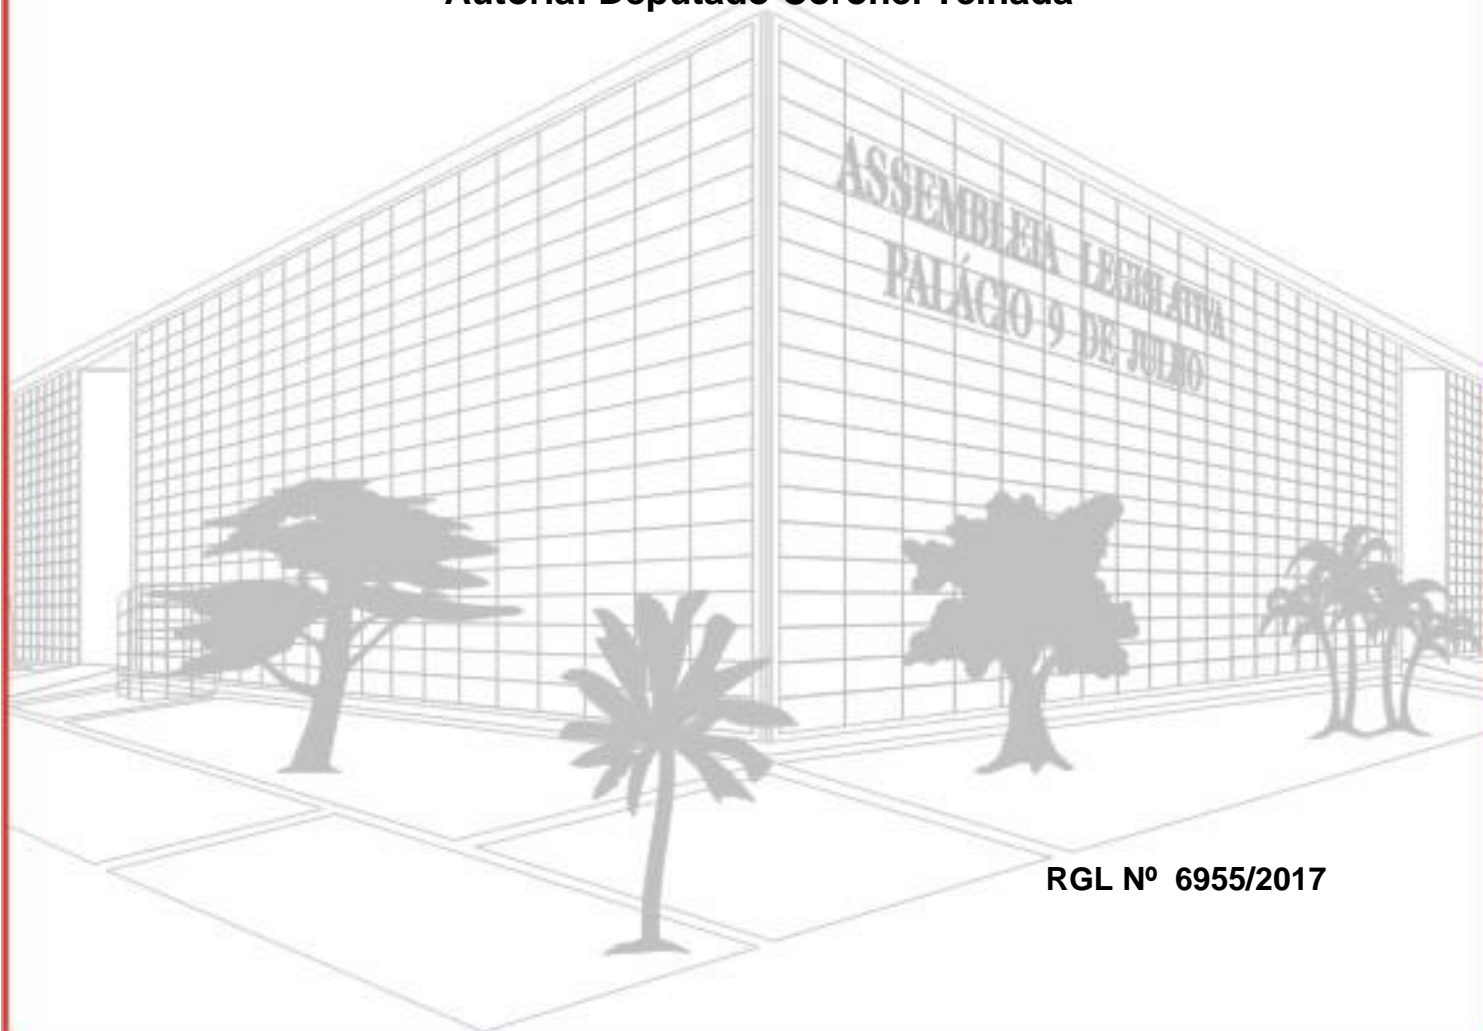 Autoria: Deputado Coronel Telhada
ASSEMBLEIA LEGISLATIVA
PALÁCIO 9 DE JULHO
RGL Nº 6955/2017